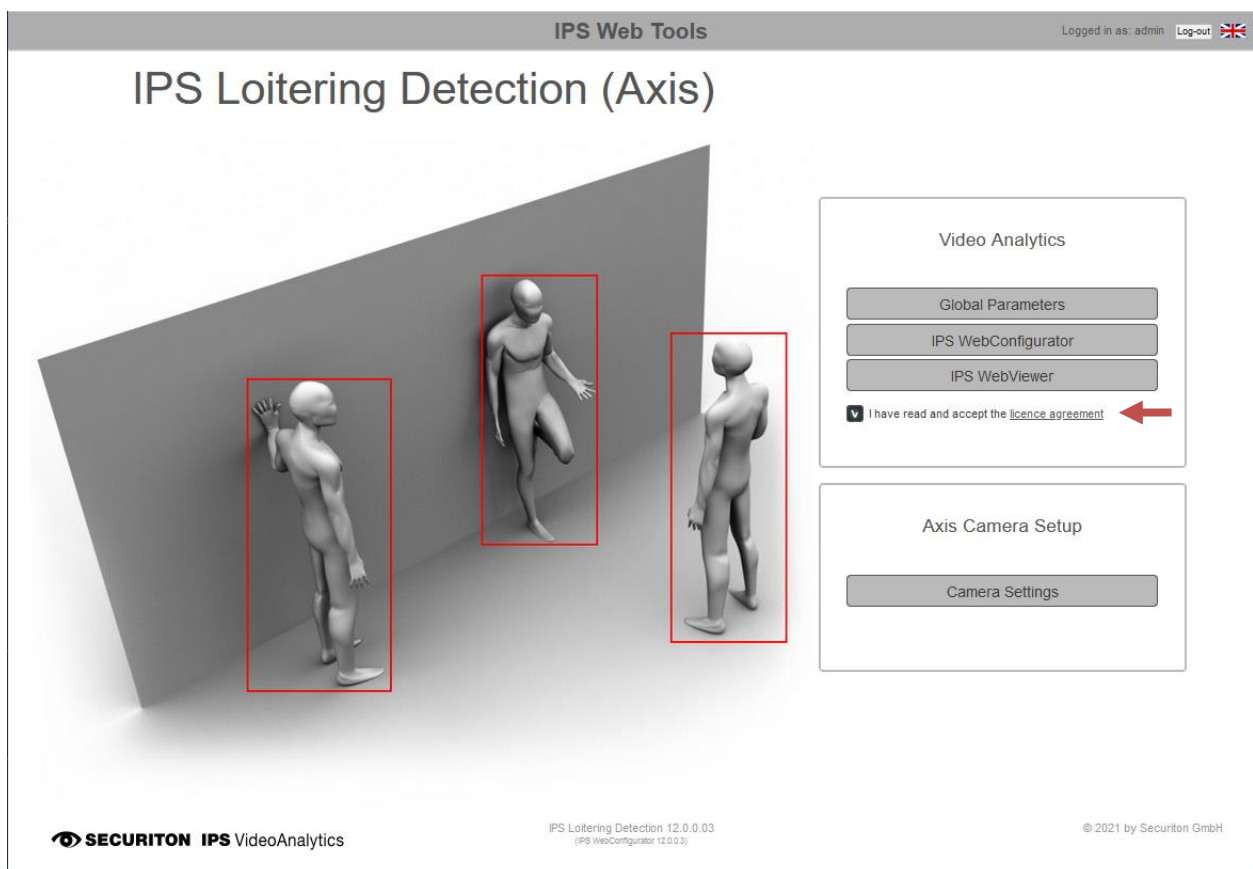 IPS Web Tools
Logged in as: admin Log-out
IPS Loitering Detection (Axis)
Video Analytics
Global Parameters
IPS WebConfigurator
IPS WebViewer
v I have read and accept the licence agreement
Axis Camera Setup
Camera Settings
SECURITON IPS VideoAnalytics
IPS Loitering Detection 12.0.0.03
(IPS WebConfigurator 12.0.0.3)
© 2021 by Securiton GmbH